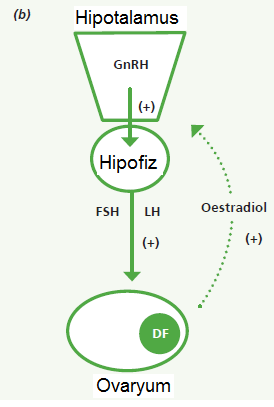 (b)
Hipotalamus
GnRH
(+)
Hipofiz
FSH LH
Oestradiol
(+)
(+)
DF
Ovaryum